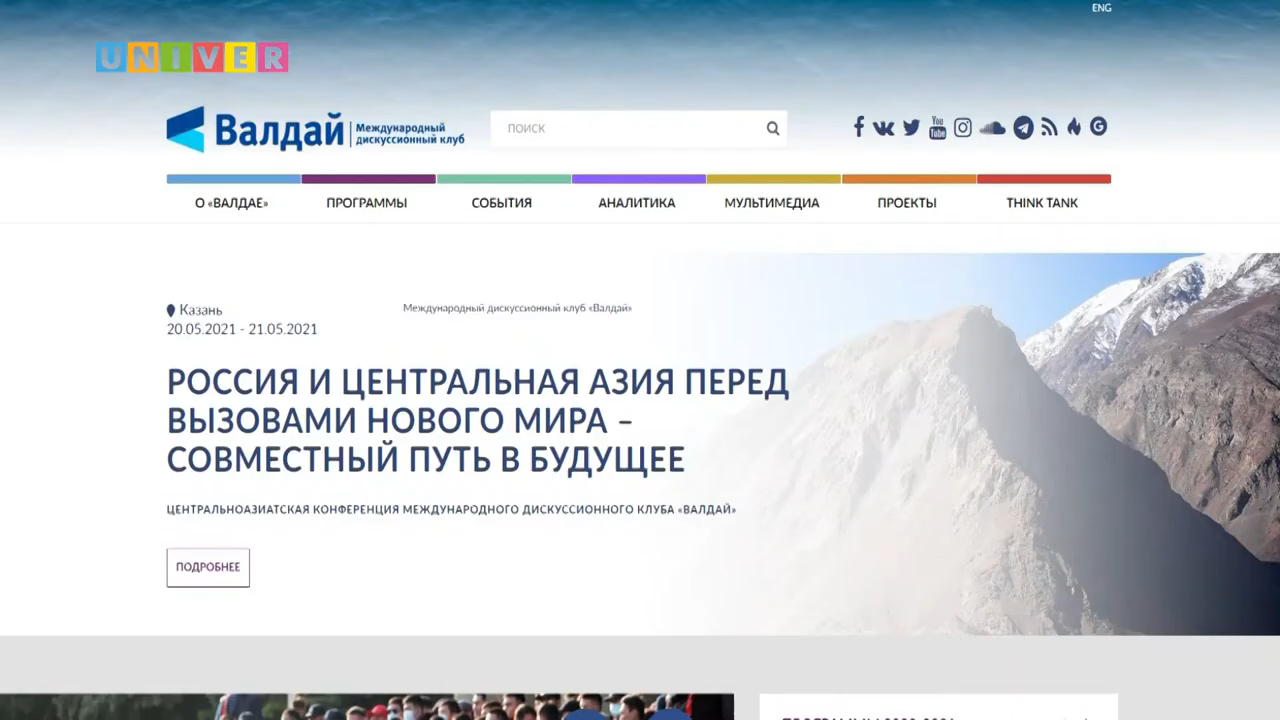 ENG
UNIVER
Валдай
Международный
дискуссионный клуб
ПОИСК
You
Tube
О «ВАЛДАЕ»
ПРОГРАММЫ
СОБЫТИЯ
АНАЛИТИКА
МУЛЬТИМЕДИА
ПРОЕКТЫ
THINK TANK
Казань
Международный дискуссионный клуб «Валдай»
20.05.2021 - 21.05.2021
РОССИЯ И ЦЕНТРАЛЬНАЯ АЗИЯ ПЕРЕД
ВЫЗОВАМИ НОВОГО МИРА –
СОВМЕСТНЫЙ ПУТЬ В БУДУЩЕЕ
ЦЕНТРАЛЬНОАЗИАТСКАЯ КОНФЕРЕНЦИЯ МЕЖДУНАРОДНОГО ДИСКУССИОННОГО КЛУБА «ВАЛДАЙ»
ПОДРОБНЕЕ